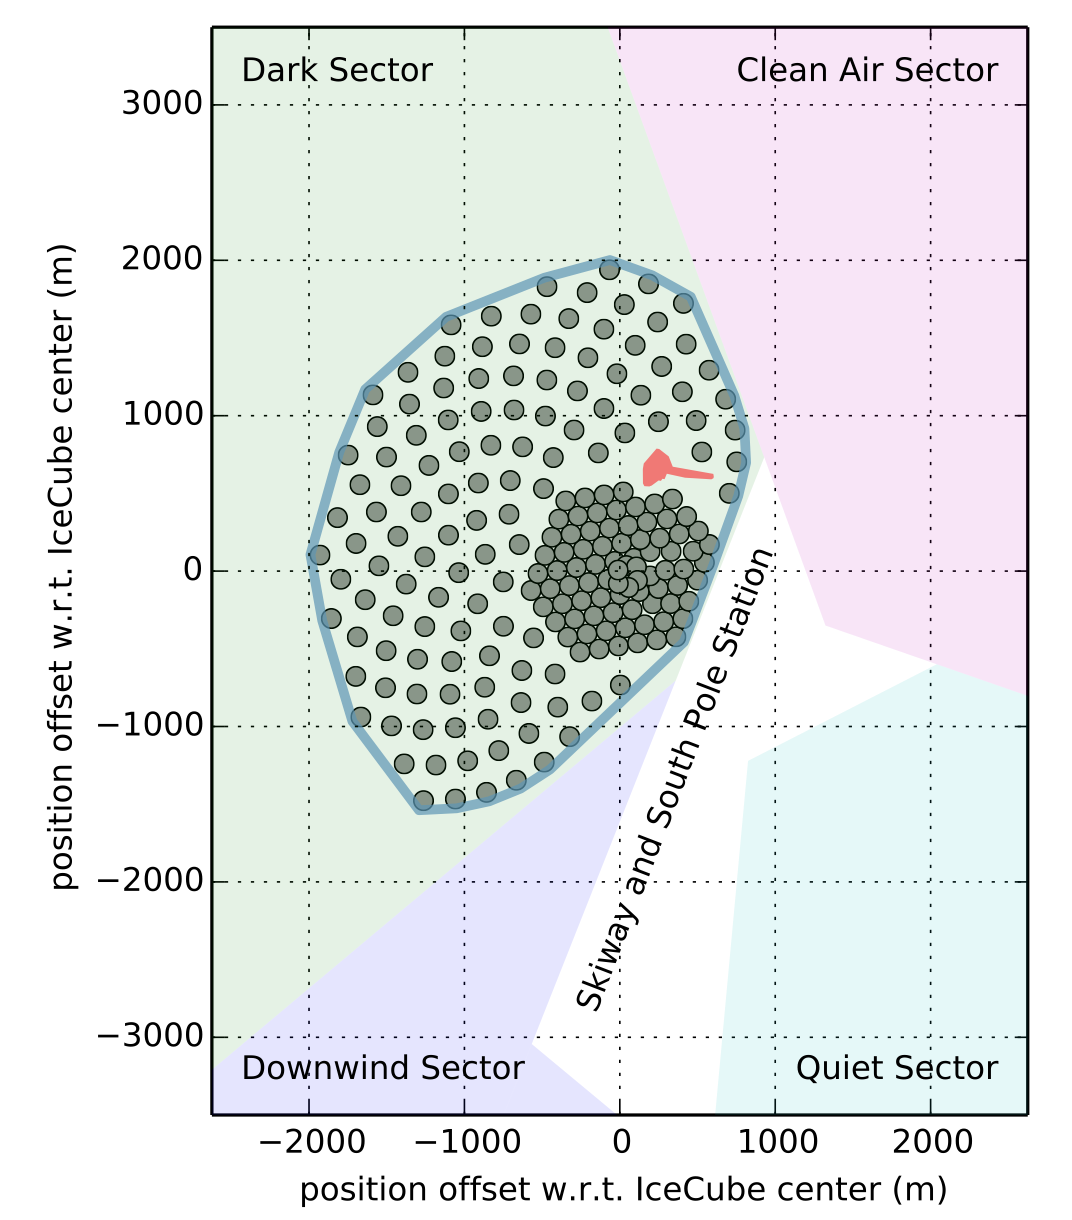 Dark Sector
Clean Air Sector
3000
2000
1000
0
−1000
−2000
−3000
position offset w.r.t. IceCube center (m)
Skiway and South Pole Station
Downwind Sector
Quiet Sector
−2000
−1000
0
1000
2000
position offset w.r.t. IceCube center (m)